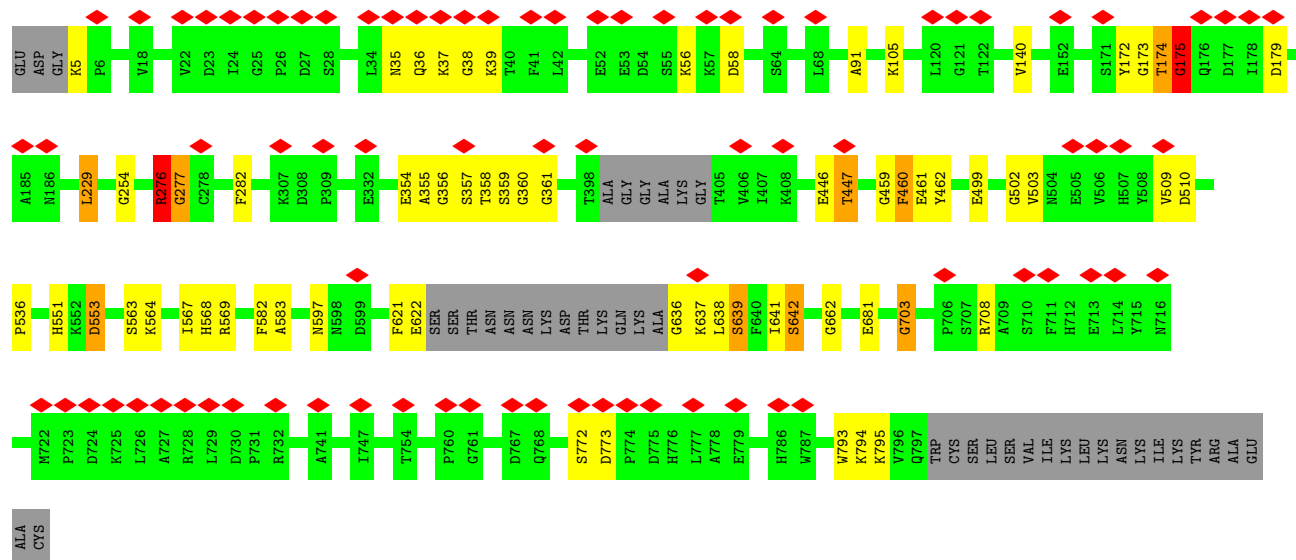 GLU ASP GLY K5 P6 V18 V22 D23 I24 G25 P26 D27 S28 L34 N35 Q36 K37 G38 K39 T40 F41 L42 E52 E53 D54 S55 K56 K57 D58 S64 L68 A91 K105 L120 G121 T122 V140 E152 S171 Y172 G173 T174 G175 Q176 D177 I178 D179
A185 N186 L229 G254 R276 G277 C278 F282 K307 D308 P309 E332 E354 A355 G356 S357 T358 S359 G360 G361 T398 ALA GLY GLY ALA LYS GLY T405 V406 I407 K408 E446 T447 G459 F460 E461 Y462 E499 G502 V503 N504 E505 V506 H507 Y508 V509 D510
P536 H551 K552 D553 S563 K564 I567 H568 R569 F582 A583 N597 N598 D599 F621 E622 SER SER THR ASN ASN ASN LYS ASP THR LYS GLN LYS ALA G636 K637 L638 S639 F640 I641 S642 G662 E681 G703 P706 S707 R708 A709 S710 F711 H712 E713 L714 Y715 N716
M722 P723 D724 K725 L726 A727 R728 L729 D730 P731 R732 A741 I747 T754 P760 G761 D767 Q768 S772 D773 P774 D775 H776 L777 A778 E779 H786 W787 W793 K794 K795 V796 Q797 TRP CYS SER LEU SER VAL ILE LYS LEU LYS ASN LYS ILE LYS TYR ARG ALA GLU
ALA CYS